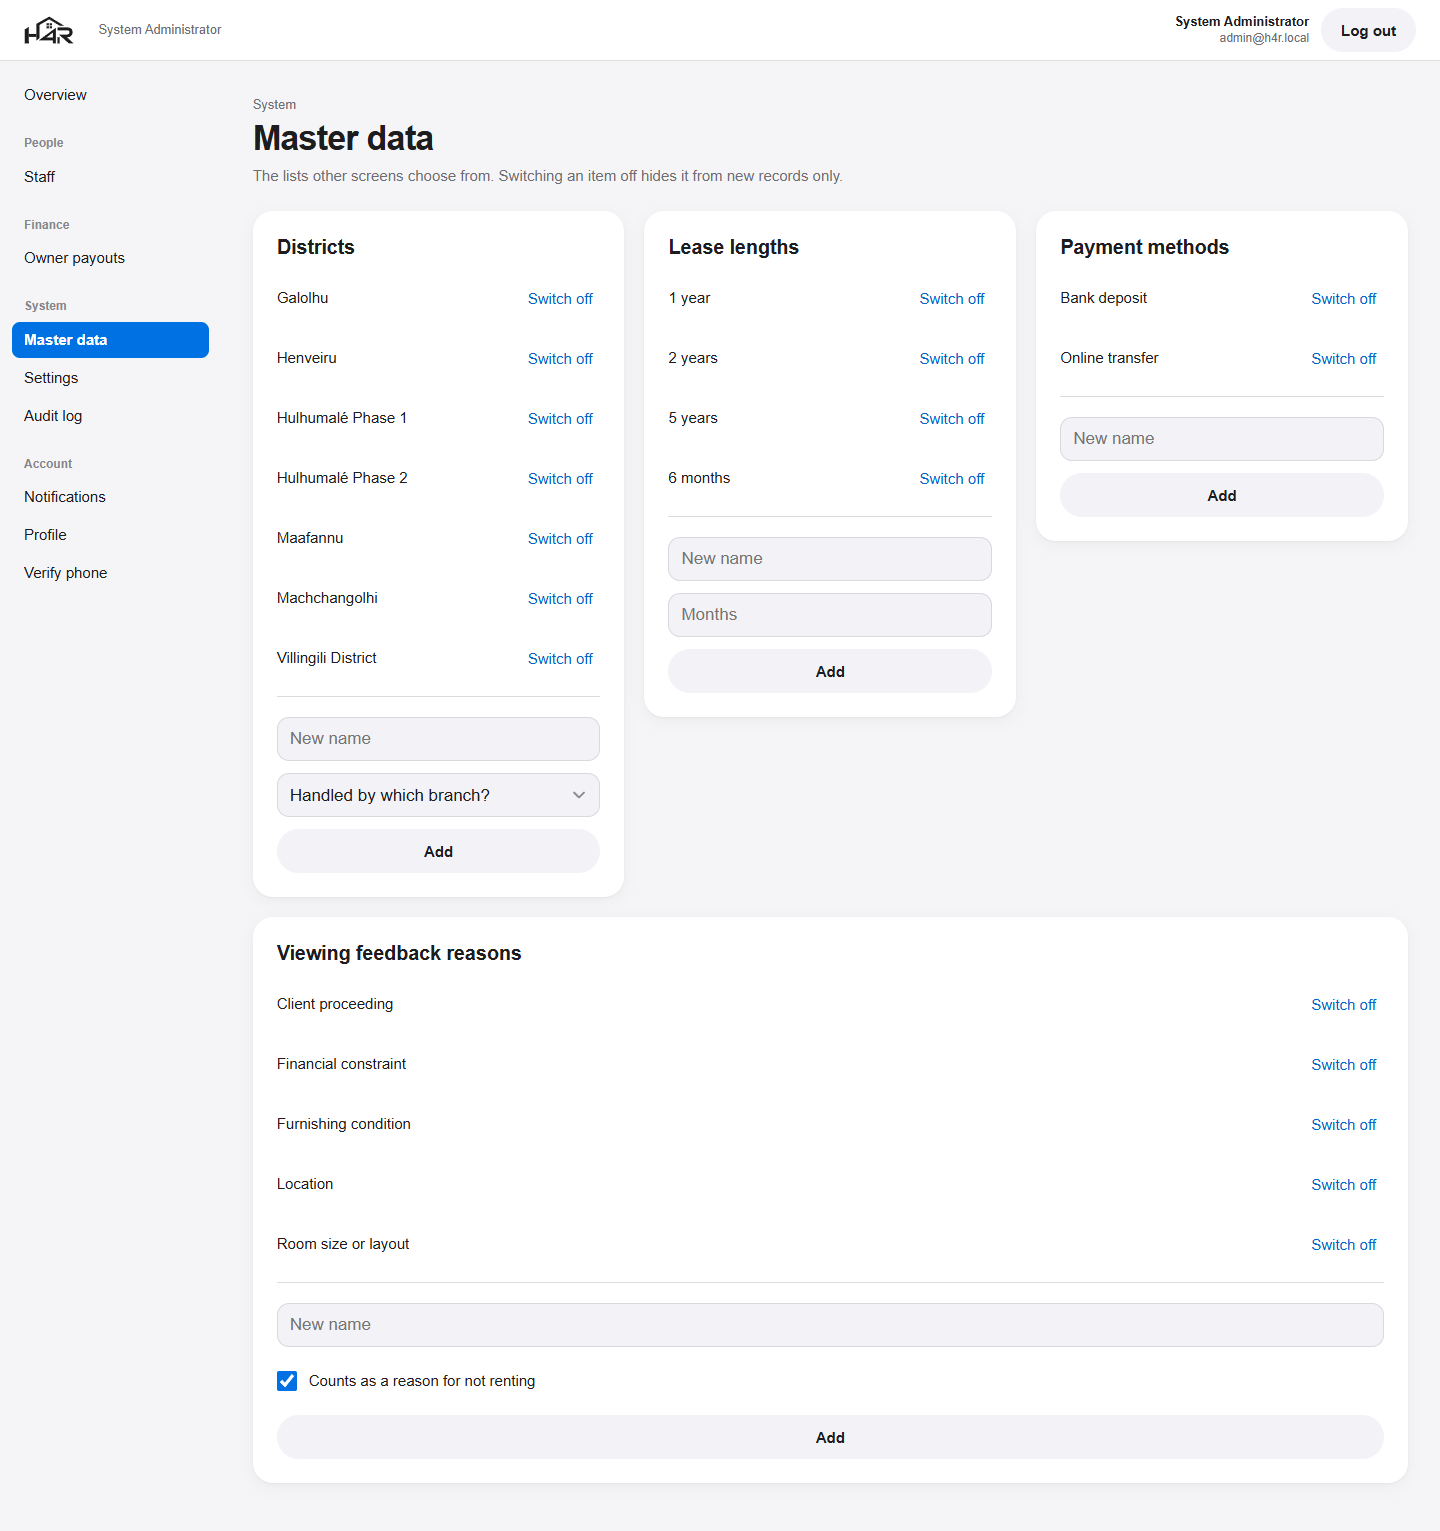 H4R
System Administrator
System Administrator
admin@h4r.local
Log out
Overview
People
Staff
Finance
Owner payouts
System
Master data
Settings
Audit log
Account
Notifications
Profile
Verify phone
System
Master data
The lists other screens choose from. Switching an item off hides it from new records only.
Districts
Galolhu Switch off
Henveiru Switch off
Hulhumalé Phase 1 Switch off
Hulhumalé Phase 2 Switch off
Maafannu Switch off
Machchangolhi Switch off
Villingili District Switch off
New name
Handled by which branch?
Add
Lease lengths
1 year Switch off
2 years Switch off
5 years Switch off
6 months Switch off
New name
Months
Add
Payment methods
Bank deposit Switch off
Online transfer Switch off
New name
Add
Viewing feedback reasons
Client proceeding Switch off
Financial constraint Switch off
Furnishing condition Switch off
Location Switch off
Room size or layout Switch off
New name
Counts as a reason for not renting
Add